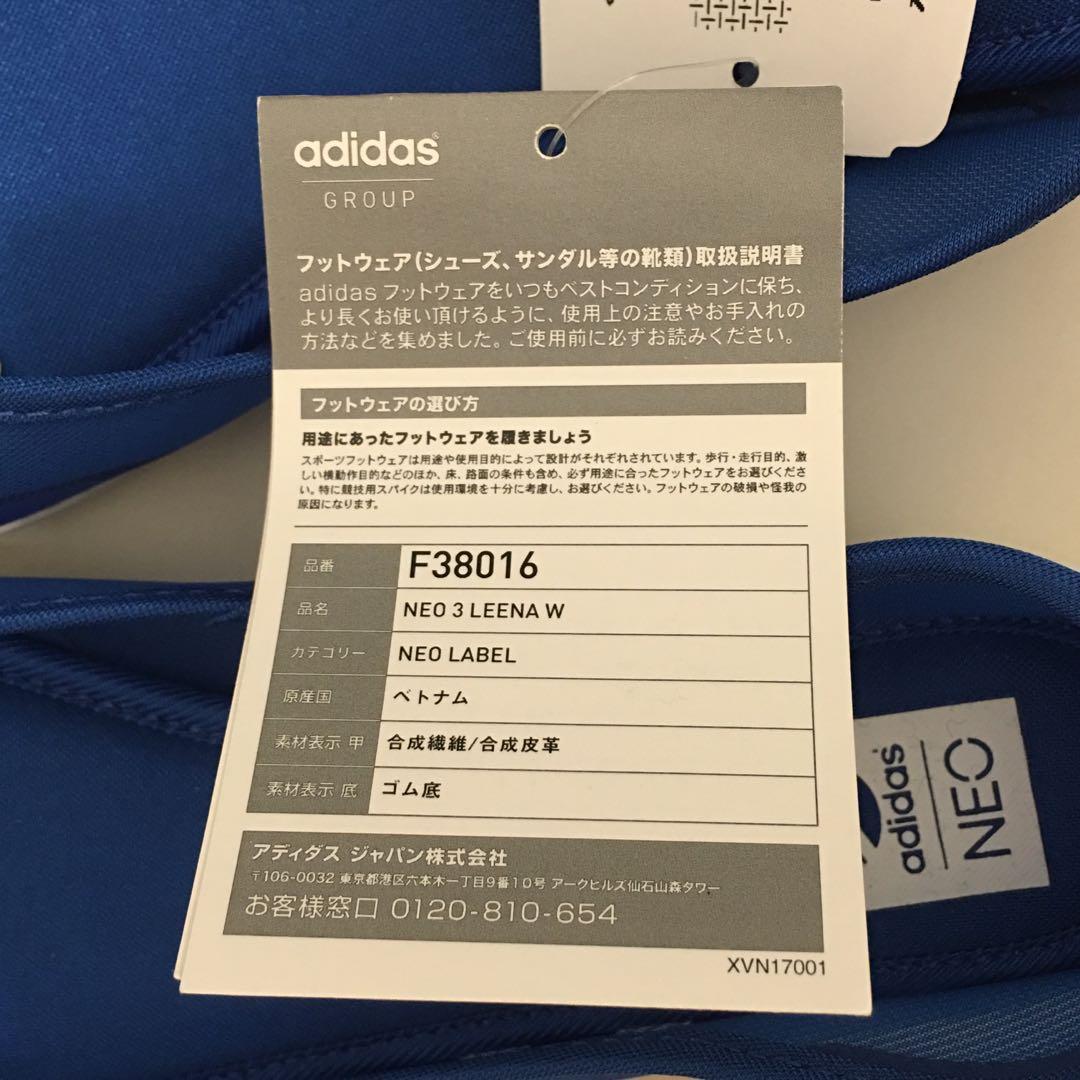 adidas
GROUP
フットウェア(シューズ、サンダル等の靴類)取扱説明書
adidas フットウェアをいつもベストコンディションに保ち、
より長くお使い頂けるように、使用上の注意やお手入れの
方法などを集めました。ご使用前に必ずお読みください。
フットウェアの選び方
用途にあったフットウェアを履きましょう
スポーツフットウェアは用途や使用目的によって設計がそれぞれされています。歩行・走行目的、激
しい横動作目的などのほか、床、路面の条件も含め、必ず用途に合ったフットウェアをお選びくださ
い。特に競技用スパイクは使用環境を十分に考慮し、お選びください。フットウェアの破損や怪我の
原因になります。
品番 F38016
品名 NEO 3 LEENA W
カテゴリー NEO LABEL
原産国 ベトナム
素材表示 甲 合成繊維/合成皮革
素材表示 底 ゴム底
アディダス ジャパン株式会社
〒106-0032 東京都港区六本木一丁目9番10号 アークヒルズ仙石山森タワー
お客様窓口 0120-810-654
XVN17001
adidas
NEO